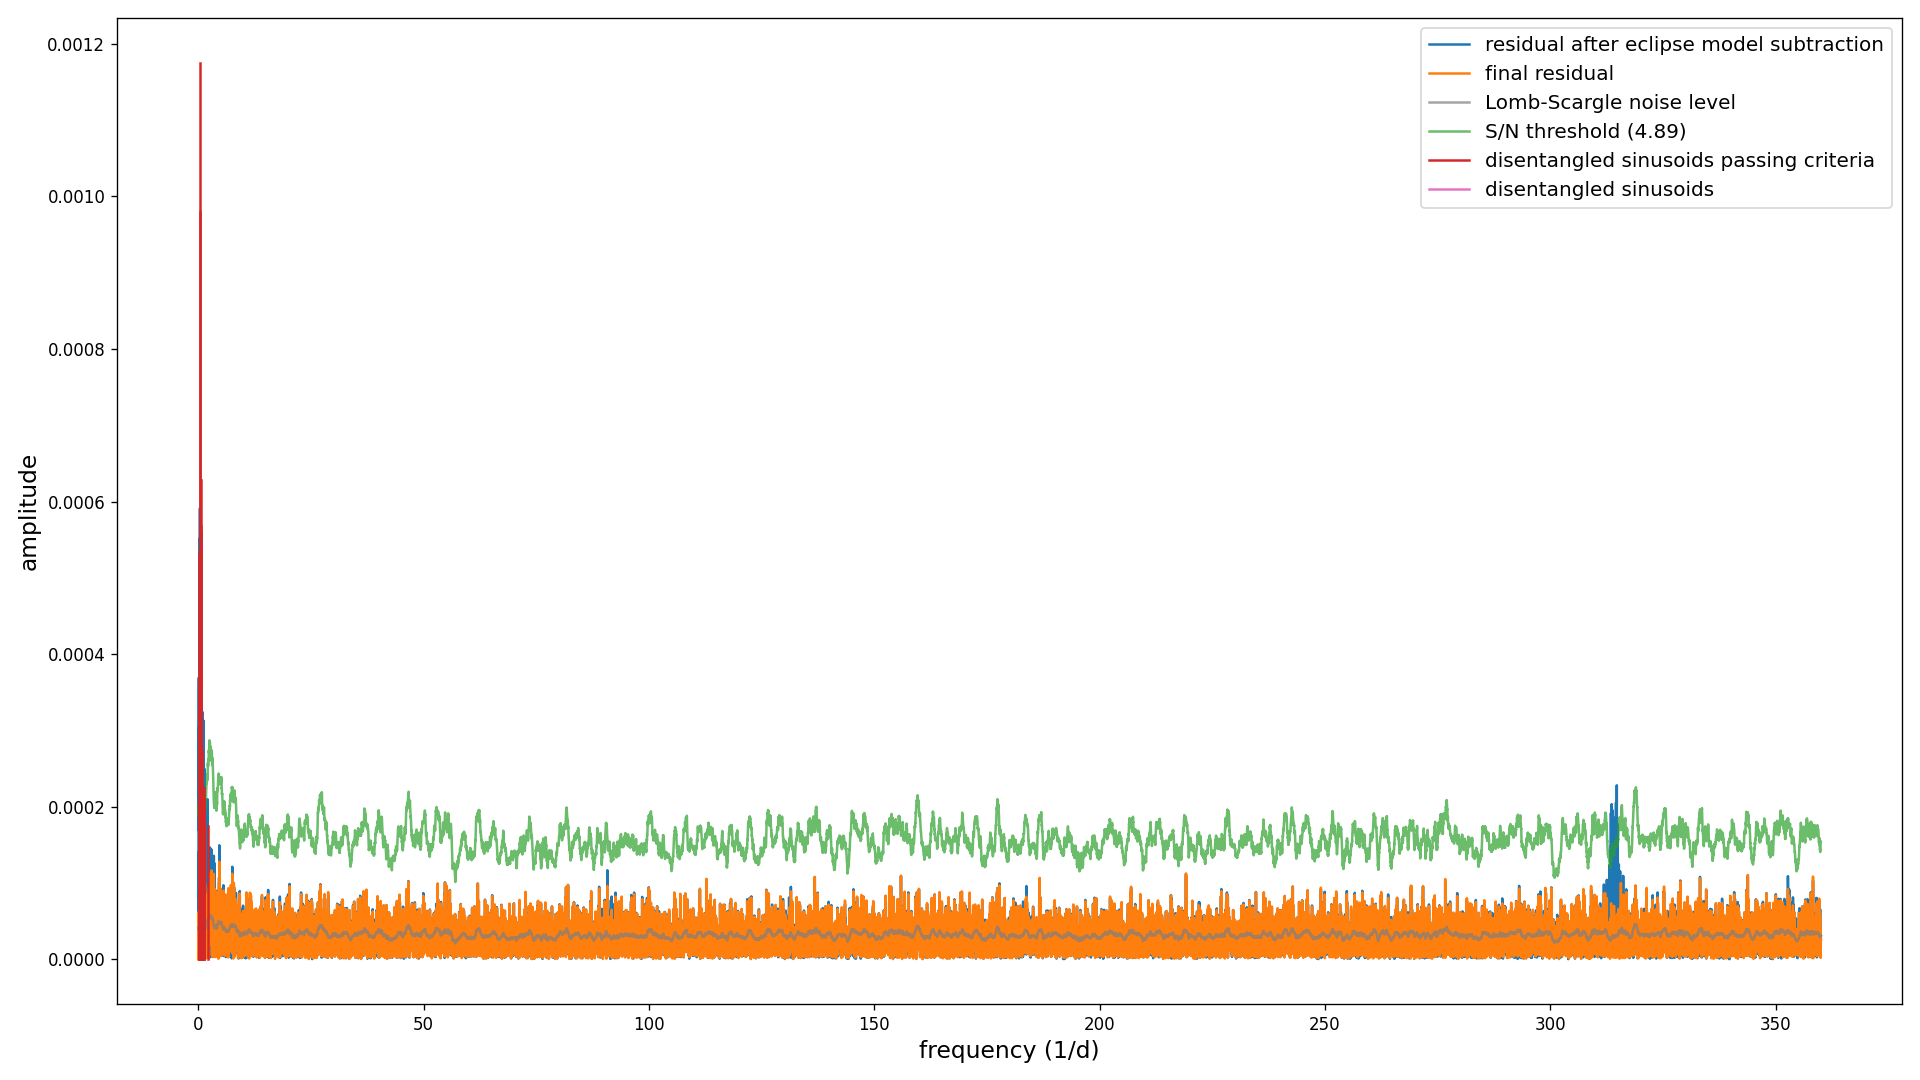 0.0012
0.0010
0.0008
0.0006
0.0004
0.0002
0.0000
amplitude
residual after eclipse model subtraction
final residual
Lomb-Scargle noise level
S/N threshold (4.89)
disentangled sinusoids passing criteria
disentangled sinusoids
0 50 100 150 200 250 300 350
frequency (1/d)